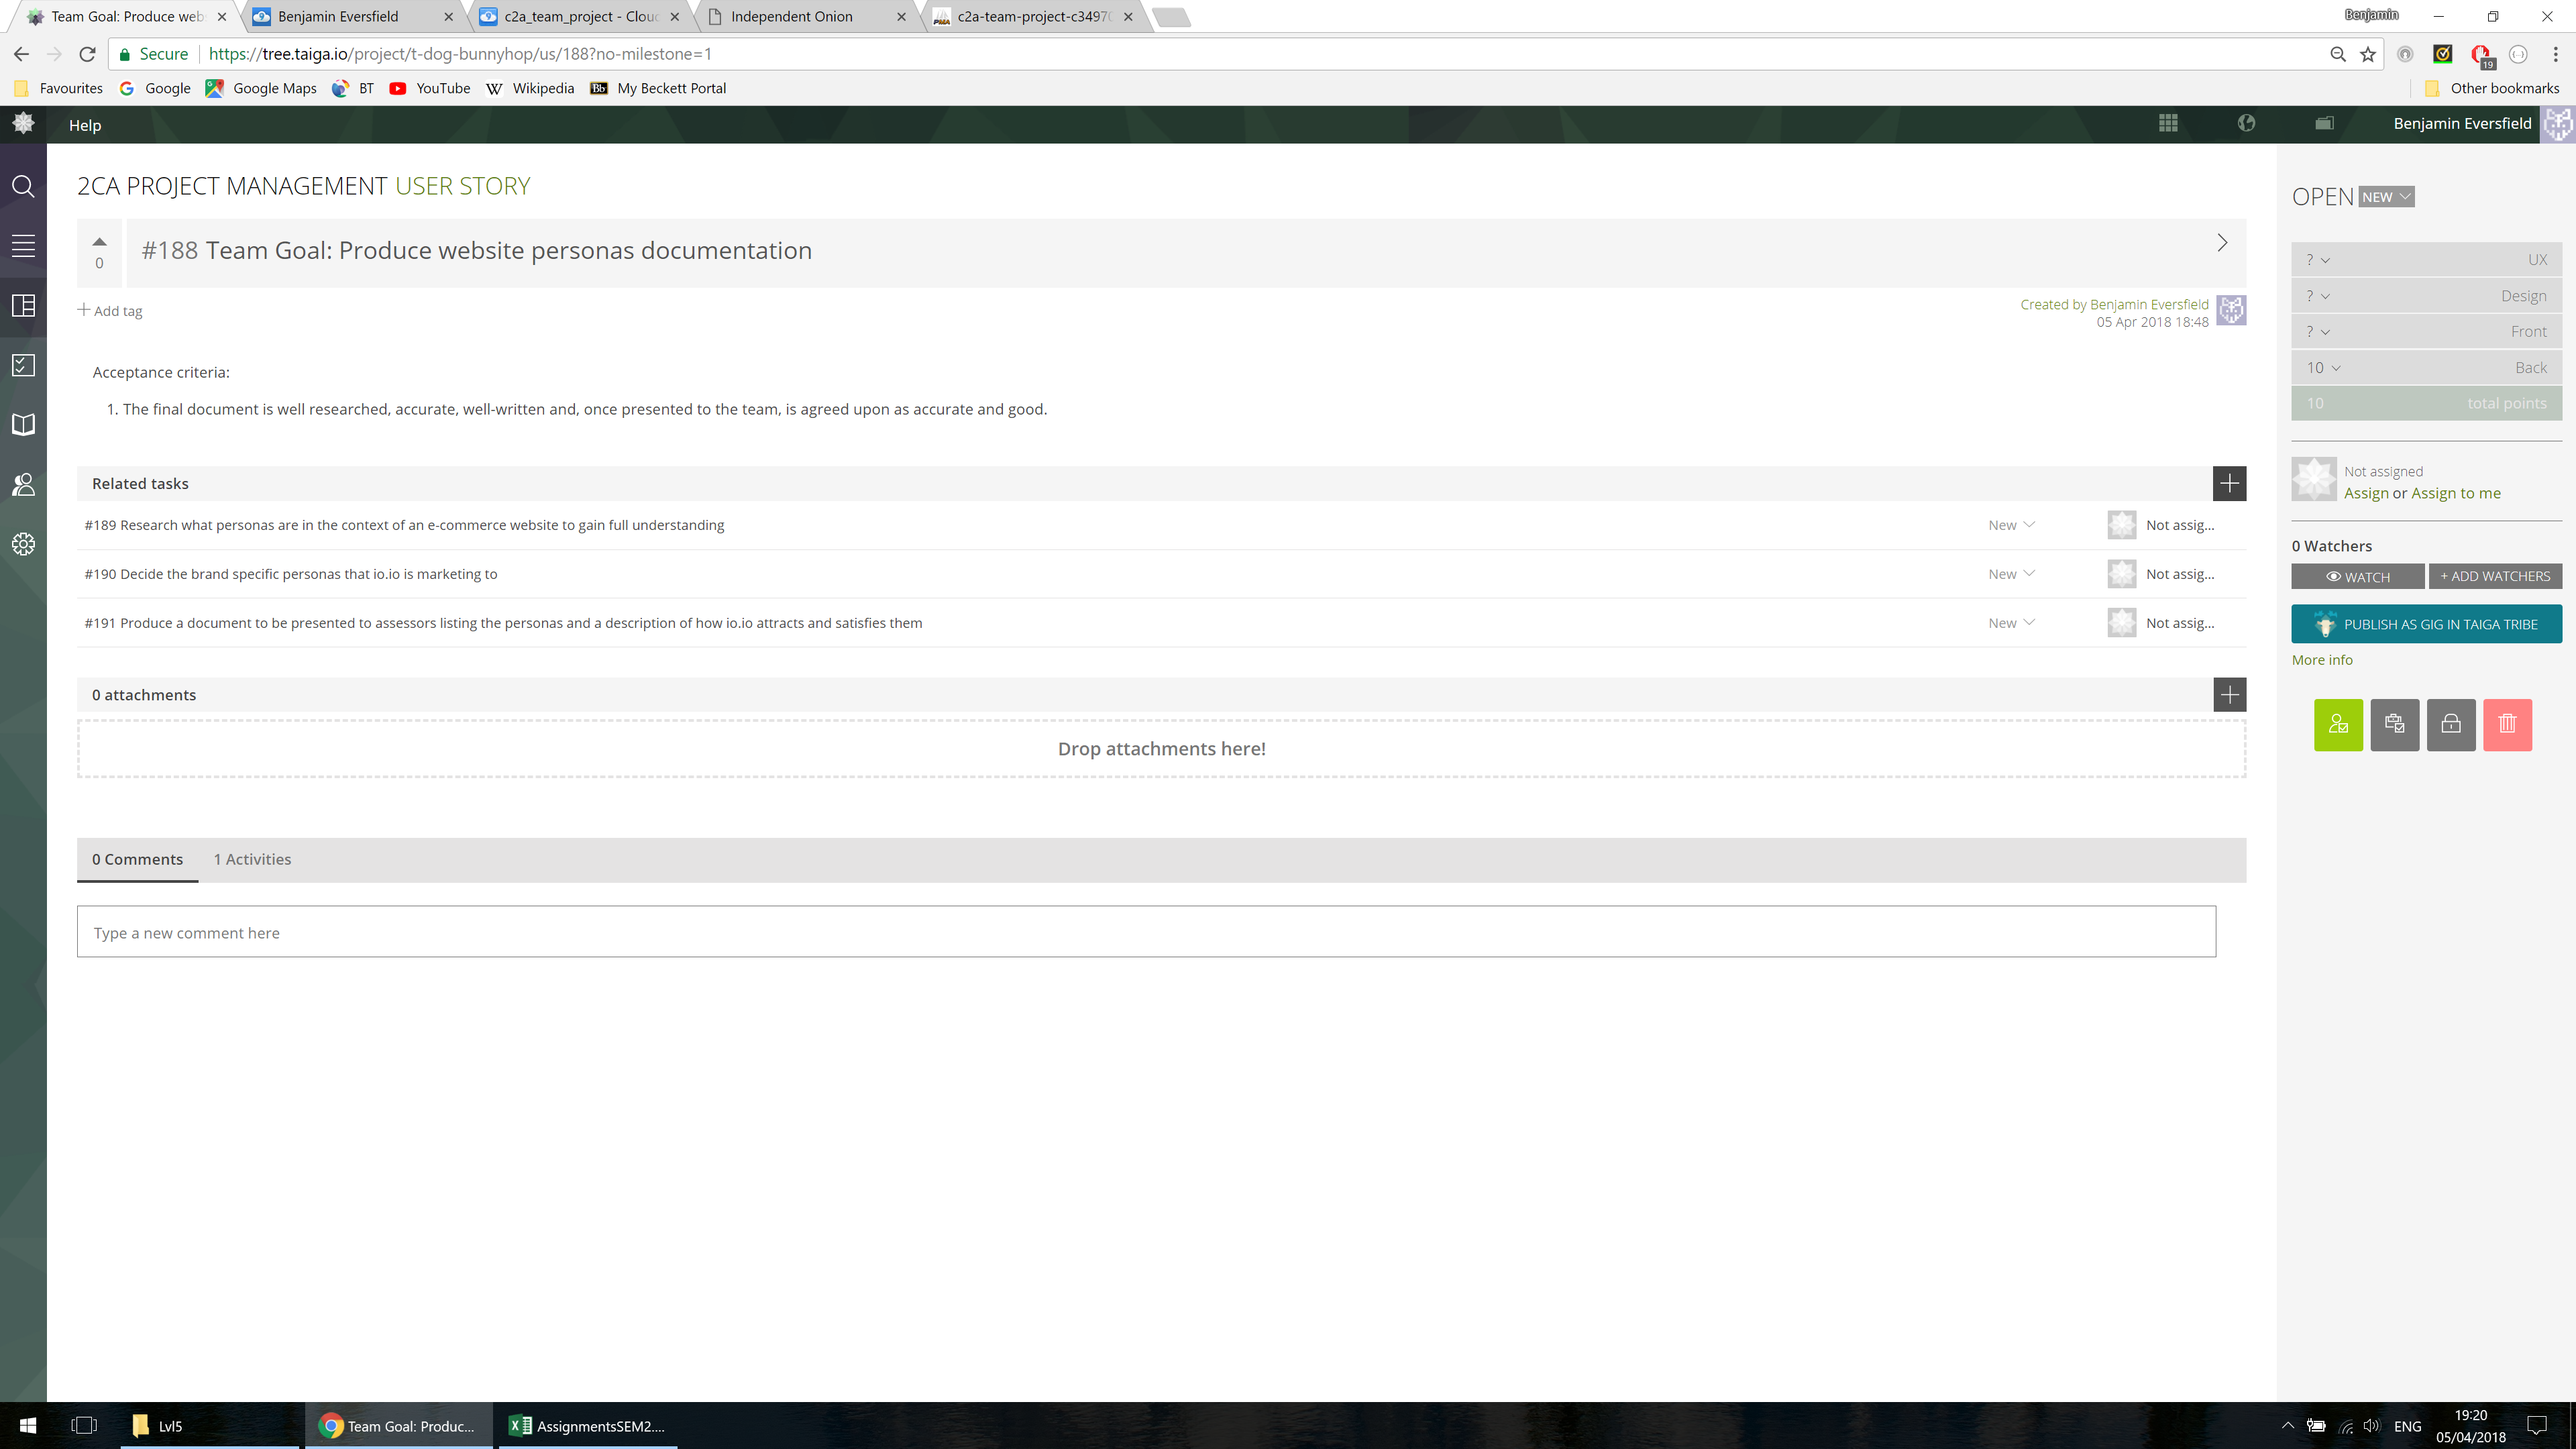 Team Goal: Produce web
Benjamin Eversfield
c2a_team_project - Clou
Independent Onion
c2a-team-project-c3497
Benjamin
Secure
https://tree.taiga.io/project/t-dog-bunnyhop/us/188?no-milestone=1
19
Favourites
Google
Google Maps
BT
YouTube
W Wikipedia
Bb My Beckett Portal
Other bookmarks
Help
Benjamin Eversfield
2CA PROJECT MANAGEMENT USER STORY
0
#188 Team Goal: Produce website personas documentation
Add tag
Created by Benjamin Eversfield
05 Apr 2018 18:48
Acceptance criteria:
1. The final document is well researched, accurate, well-written and, once presented to the team, is agreed upon as accurate and good.
Related tasks
#189 Research what personas are in the context of an e-commerce website to gain full understanding New Not assig...
#190 Decide the brand specific personas that io.io is marketing to New Not assig...
#191 Produce a document to be presented to assessors listing the personas and a description of how io.io attracts and satisfies them New Not assig...
0 attachments
Drop attachments here!
0 Comments 1 Activities
Type a new comment here
OPEN NEW
? UX
? Design
? Front
10 Back
10 total points
Not assigned
Assign or Assign to me
0 Watchers
WATCH + ADD WATCHERS
PUBLISH AS GIG IN TAIGA TRIBE
More info
Lvl5
Team Goal: Produc...
AssignmentsSEM2....
ENG
19:20
05/04/2018